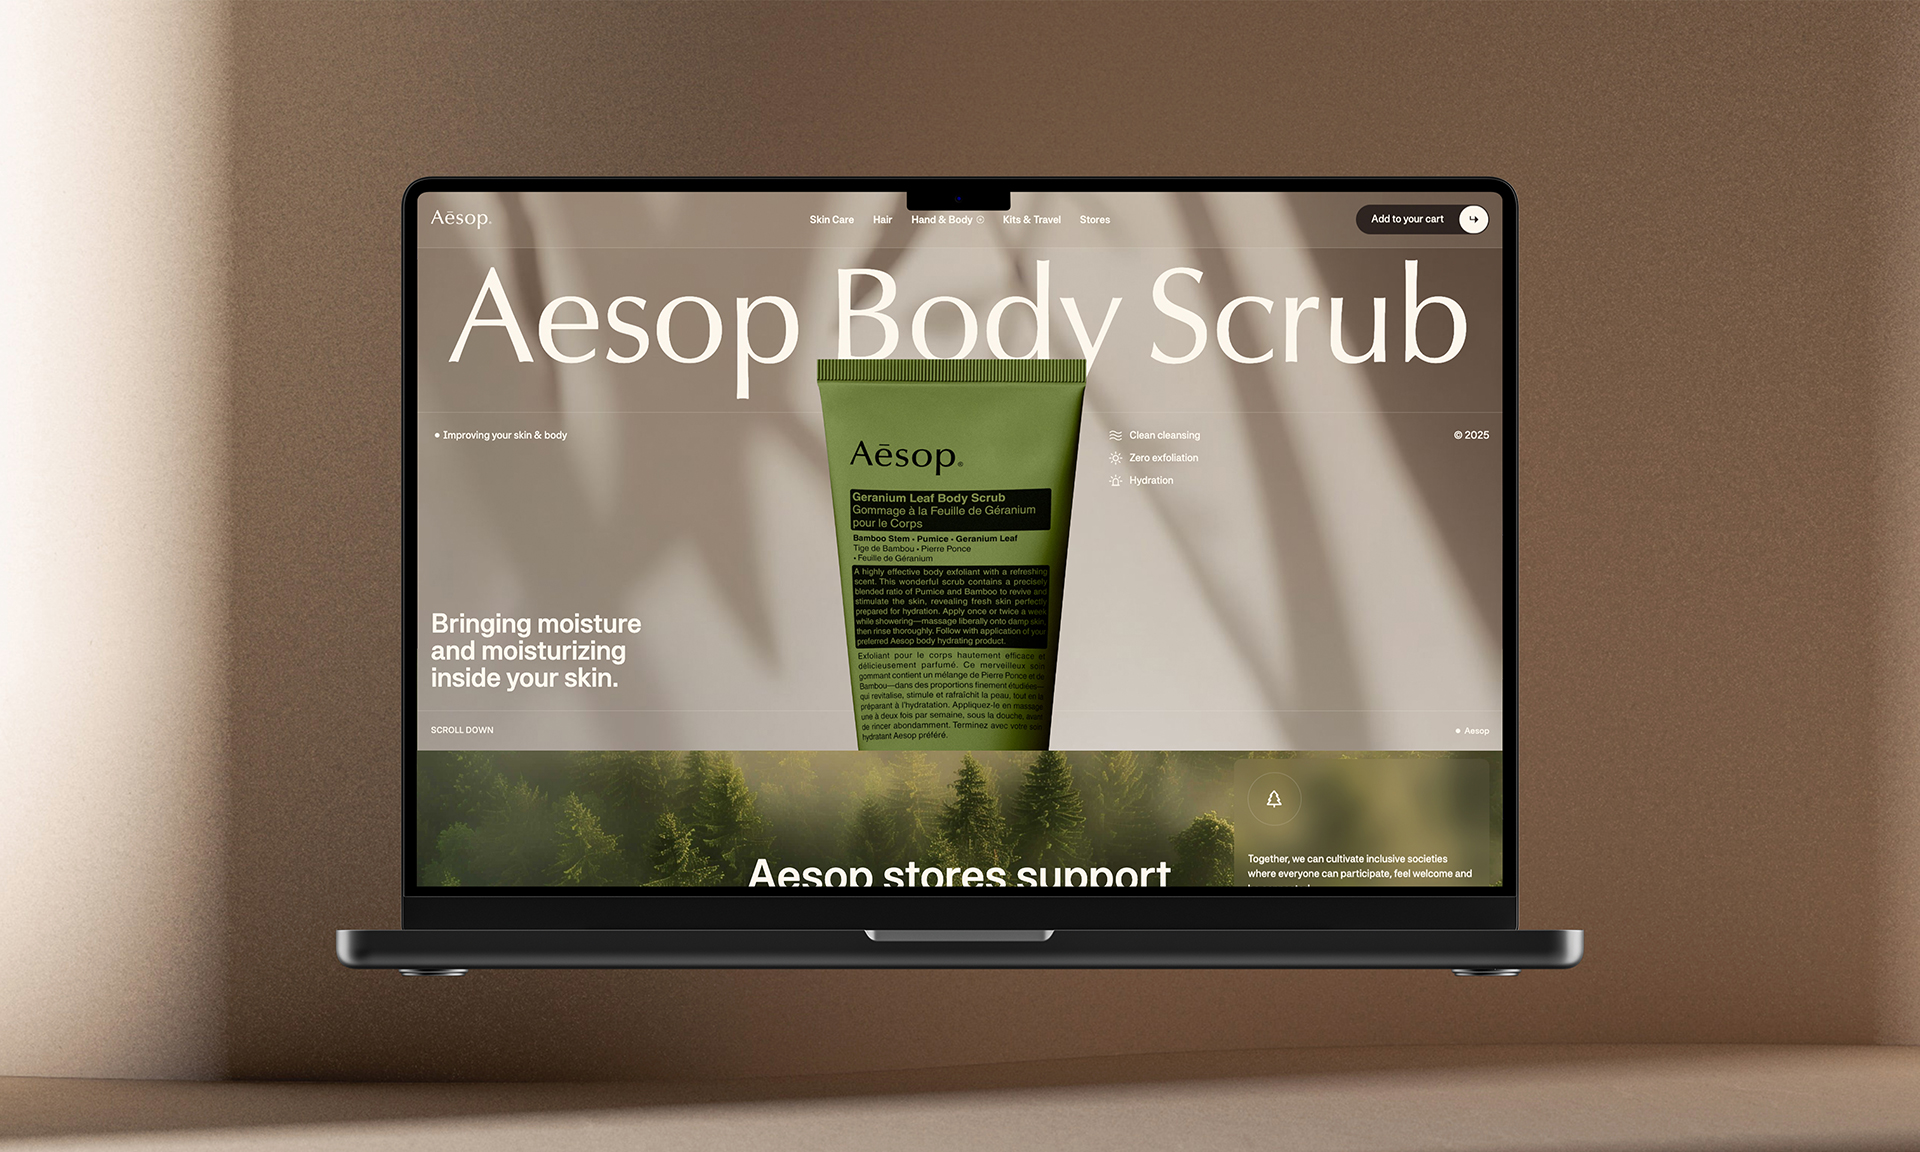 Aēsop.
Skin Care
Hair
Hand & Body
Kits & Travel
Stores
Add to your cart
Aesop Body Scrub
Improving your skin & body
Clean cleansing
Zero exfoliation
Hydration
© 2025
Aēsop.
Geranium Leaf Body Scrub
Gommage à la Feuille de Géranium
pour le Corps
Bamboo Stem • Pumice • Geranium Leaf
Tige de Bambou • Pierre Ponce
• Feuille de Géranium
A highly effective body exfoliant with a refreshing
scent. This wonderful scrub contains a precisely
blended ratio of Pumice and Bamboo to revive and
stimulate the skin, revealing fresh skin perfectly
prepared for hydration. Apply once or twice a week
while showering—massage liberally onto damp skin,
then rinse thoroughly. Follow with application of your
preferred Aesop body hydrating product.
Exfoliant pour le corps hautement efficace et
délicieusement parfumé. Ce merveilleux soin
gommant contient un mélange de Pierre Ponce et de
Bambou—dans des proportions finement étudiées—
qui revitalise, stimule et rafraîchit la peau, tout en la
préparant à l'hydratation. Appliquez-le en massage
une à deux fois par semaine, sous la douche, avant
de rincer abondamment. Terminez avec votre soin
hydratant Aesop préféré.
Bringing moisture
and moisturizing
inside your skin.
SCROLL DOWN
Aesop
Aesop stores support
Together, we can cultivate inclusive societies
where everyone can participate, feel welcome and